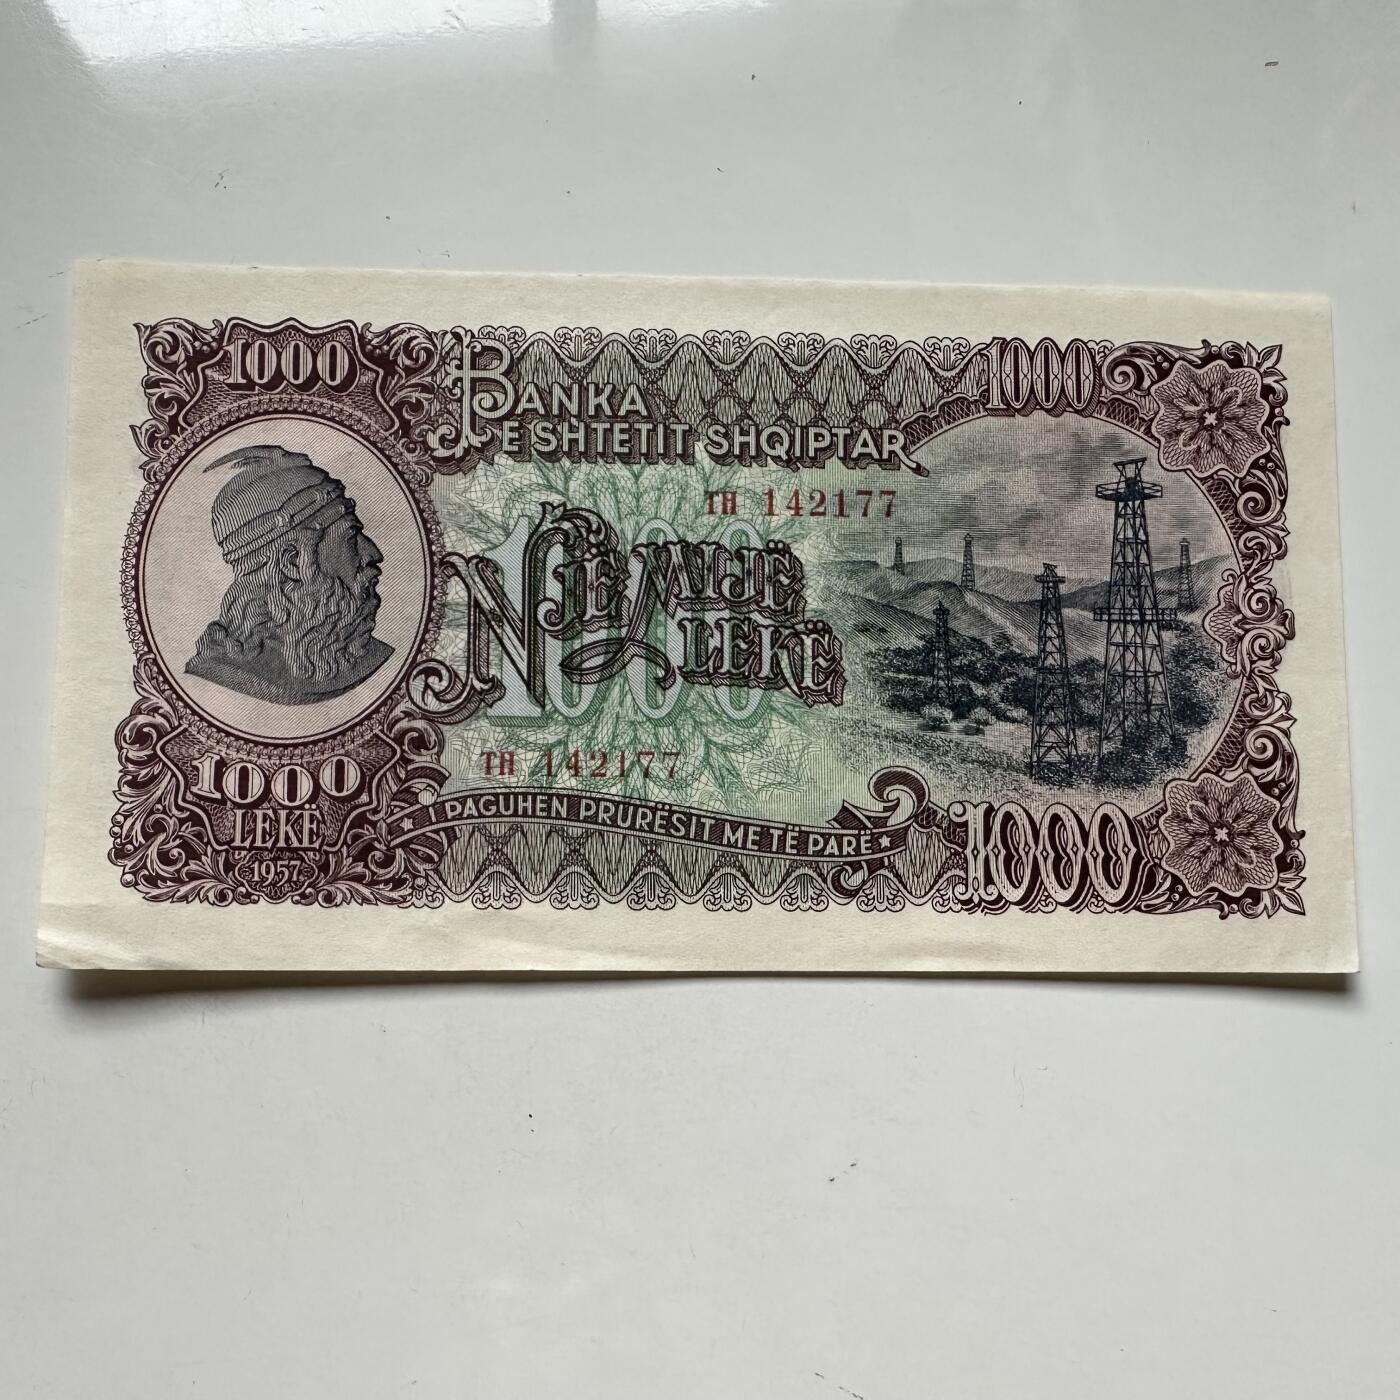 1000
1000
BANKA
E SHTETIT SHQIPTAR
TH 142177
1000
NJË MIJË
LEKË
TH 142177
1000
LEKË
1957
I PAGUHEN PRURËSIT ME TË PARË
1000